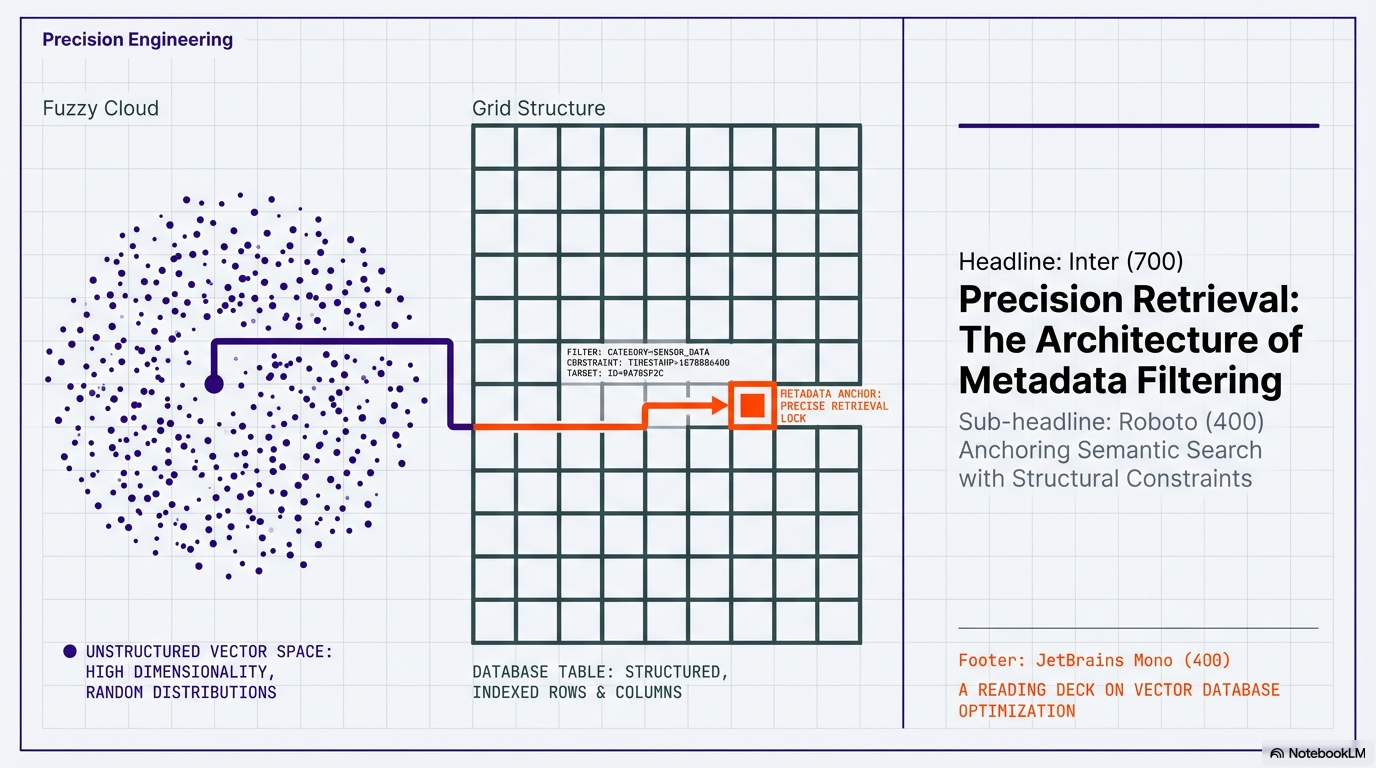 Precision Engineering
Fuzzy Cloud
Grid Structure
FILTER: CATEGORY=SENSOR_DATA
CBRSTRAINT: TIMESTAMP>1678886400
TARGET: ID=9A78SP2C
METADATA ANCHOR:
PRECISE RETRIEVAL
LOCK
UNSTRUCTURED VECTOR SPACE:
HIGH DIMENSIONALITY,
RANDOM DISTRIBUTIONS
DATABASE TABLE: STRUCTURED,
INDEXED ROWS & COLUMNS
Headline: Inter (700)
Precision Retrieval:
The Architecture of
Metadata Filtering
Sub-headline: Roboto (400)
Anchoring Semantic Search
with Structural Constraints
Footer: JetBrains Mono (400)
A READING DECK ON VECTOR DATABASE
OPTIMIZATION
NotebookLM